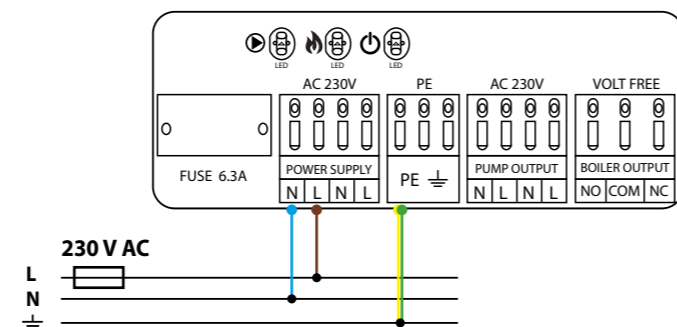 LED LED LED
AC 230V PE AC 230V VOLT FREE
FUSE 6.3A
POWER SUPPLY PE PUMP OUTPUT BOILER OUTPUT
N L N L N L N L NO COM NC
230 V AC
L
N